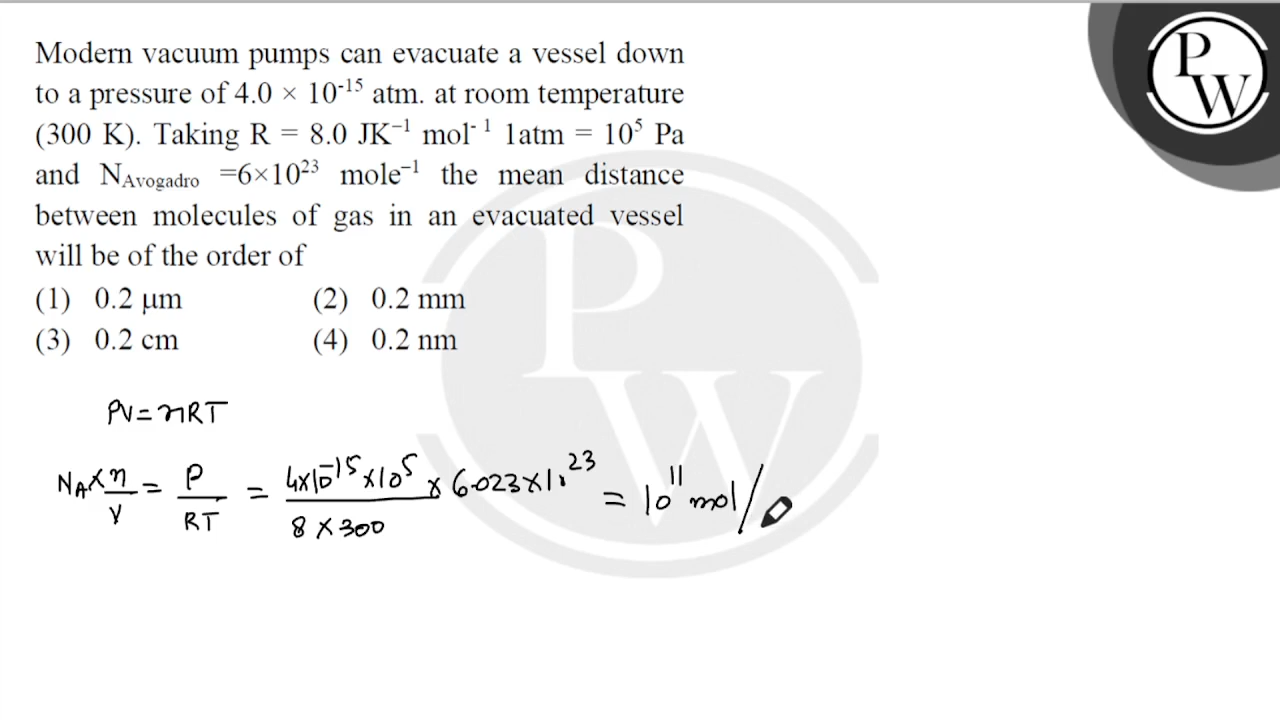 Modern vacuum pumps can evacuate a vessel down
to a pressure of 4.0 × 10⁻¹⁵ atm. at room temperature
(300 K). Taking R = 8.0 JK⁻¹ mol⁻¹ 1atm = 10⁵ Pa
and N_Avogadro =6×10²³ mole⁻¹ the mean distance
between molecules of gas in an evacuated vessel
will be of the order of
(1) 0.2 μm (2) 0.2 mm
(3) 0.2 cm (4) 0.2 nm
PV=nRT
N_A × n/V = P/RT = 4×10⁻¹⁵×10⁵/8×300 × 6.023×10²³ = 10¹¹ mol/
P
W
P
W